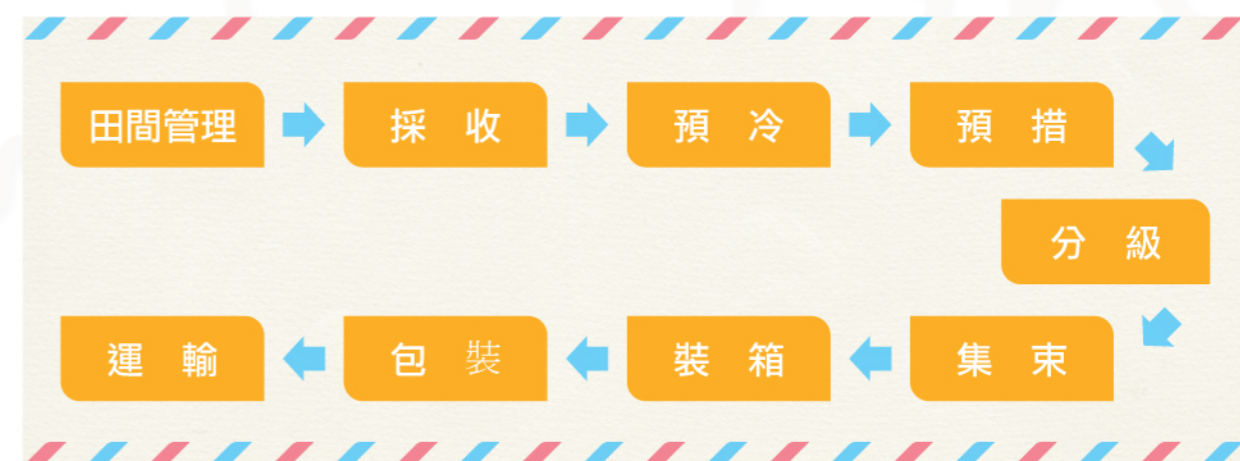 田間管理
採 收
預 冷
預 措
分 級
集 束
裝 箱
包 裝
運 輸